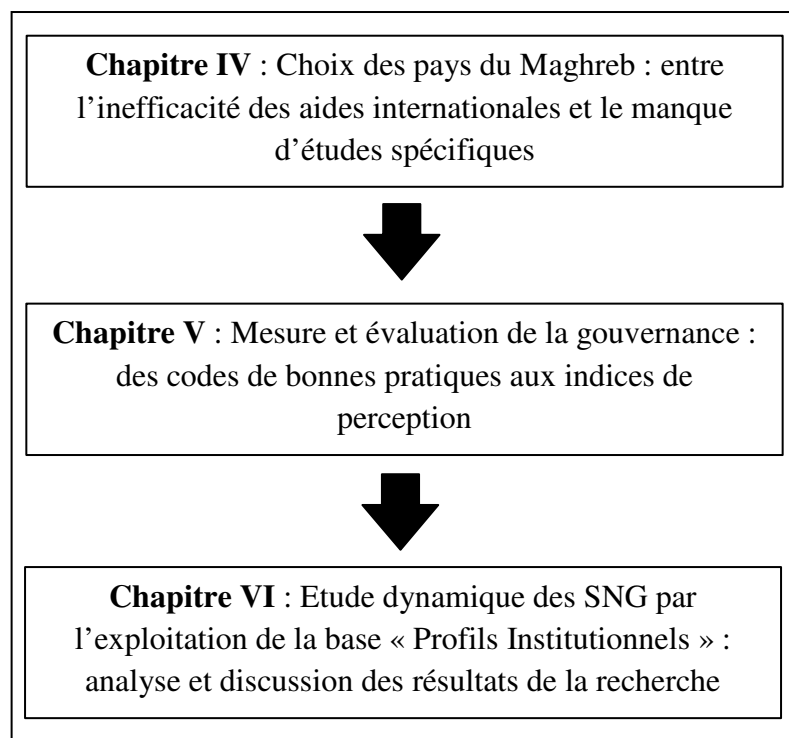 Chapitre IV : Choix des pays du Maghreb : entre
l’inefficacité des aides internationales et le manque
d’études spécifiques
Chapitre V : Mesure et évaluation de la gouvernance :
des codes de bonnes pratiques aux indices de
perception
Chapitre VI : Etude dynamique des SNG par
l’exploitation de la base « Profils Institutionnels » :
analyse et discussion des résultats de la recherche